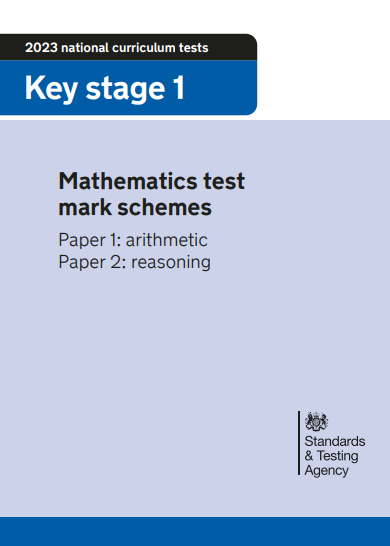 2023 national curriculum tests
Key stage 1
Mathematics test
mark schemes
Paper 1: arithmetic
Paper 2: reasoning
Standards
& Testing
Agency